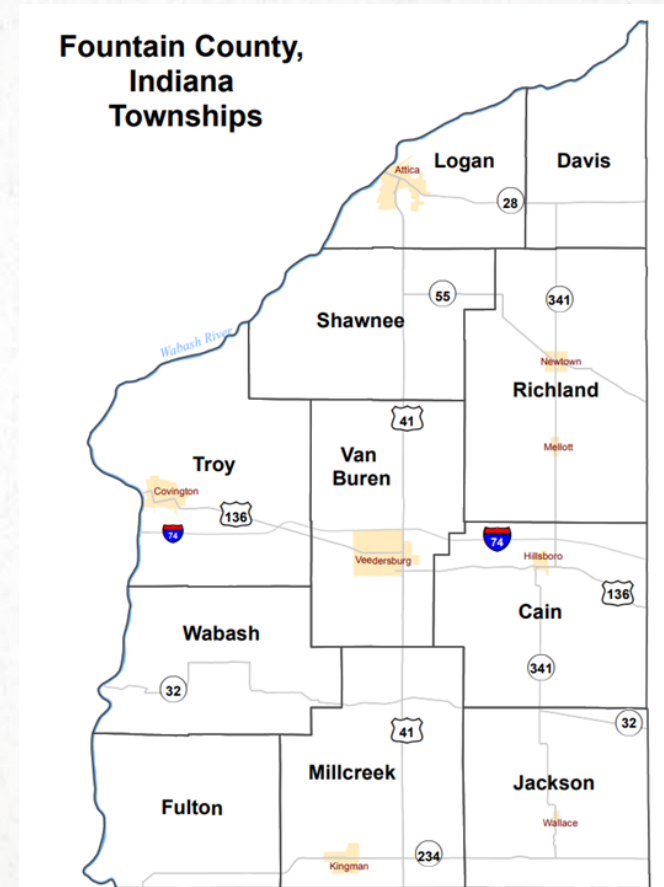 Fountain County,
Indiana
Townships
Logan
Davis
Attica
28
55
341
Shawnee
Wabash River
Newtown
Richland
41
Mellott
Van
Buren
Troy
Covington
136
74
74
Veedersburg
Hillsboro
136
Cain
Wabash
341
32
32
41
Millcreek
Jackson
Fulton
Wallace
Kingman
234